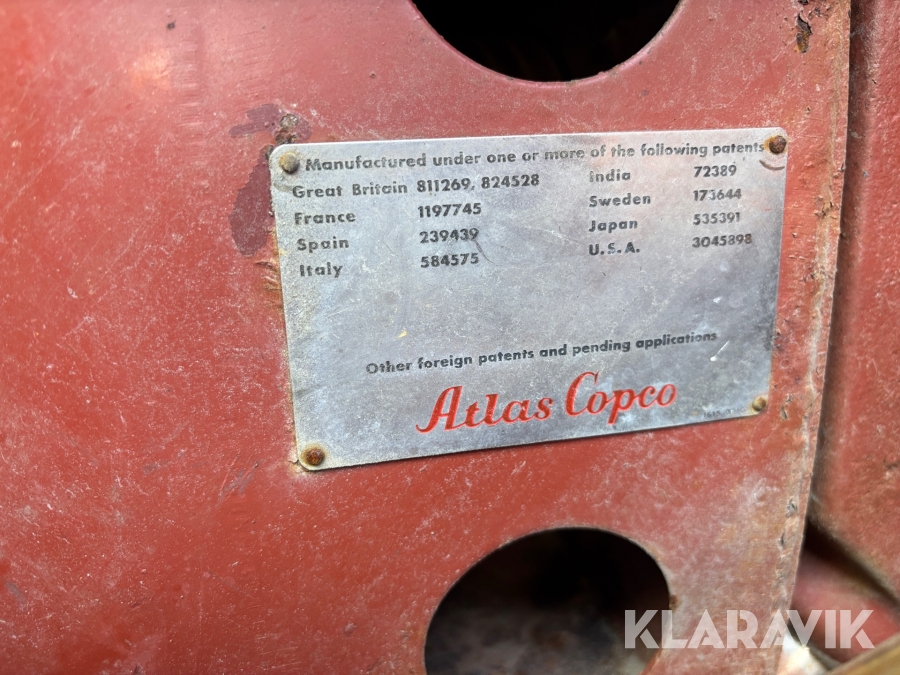 Manufactured under one or more of the following patents
Great Britain 811269, 824528
France 1197745
Spain 239439
Italy 584575
India 72389
Sweden 173644
Japan 535391
U.S.A. 3045898
Other foreign patents and pending applications
Atlas Copco
KLARAVIK